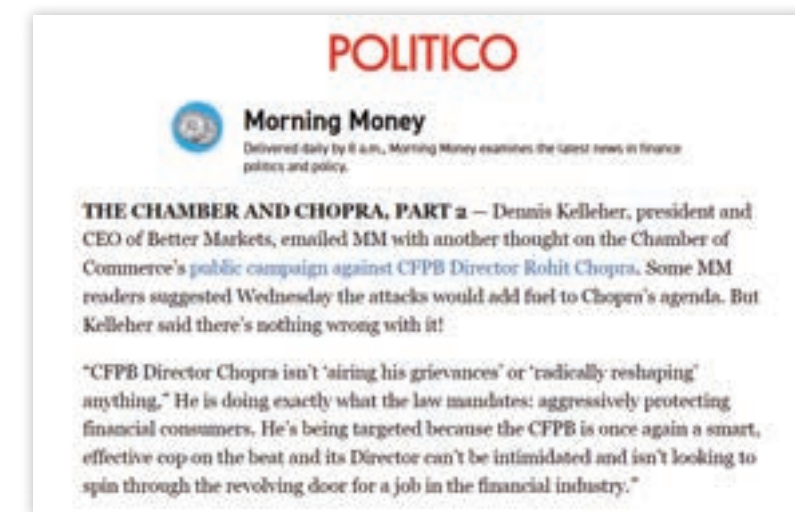 POLITICO
Morning Money
Delivered daily by 8 a.m., Morning Money examines the latest news in finance
politics and policy.
THE CHAMBER AND CHOPRA, PART 2 — Dennis Kelleher, president and
CEO of Better Markets, emailed MM with another thought on the Chamber of
Commerce's public campaign against CFPB Director Rohit Chopra. Some MM
readers suggested Wednesday the attacks would add fuel to Chopra's agenda. But
Kelleher said there's nothing wrong with it!
"CFPB Director Chopra isn't 'airing his grievances' or 'radically reshaping'
anything." He is doing exactly what the law mandates: aggressively protecting
financial consumers. He's being targeted because the CFPB is once again a smart,
effective cop on the beat and its Director can't be intimidated and isn't looking to
spin through the revolving door for a job in the financial industry."